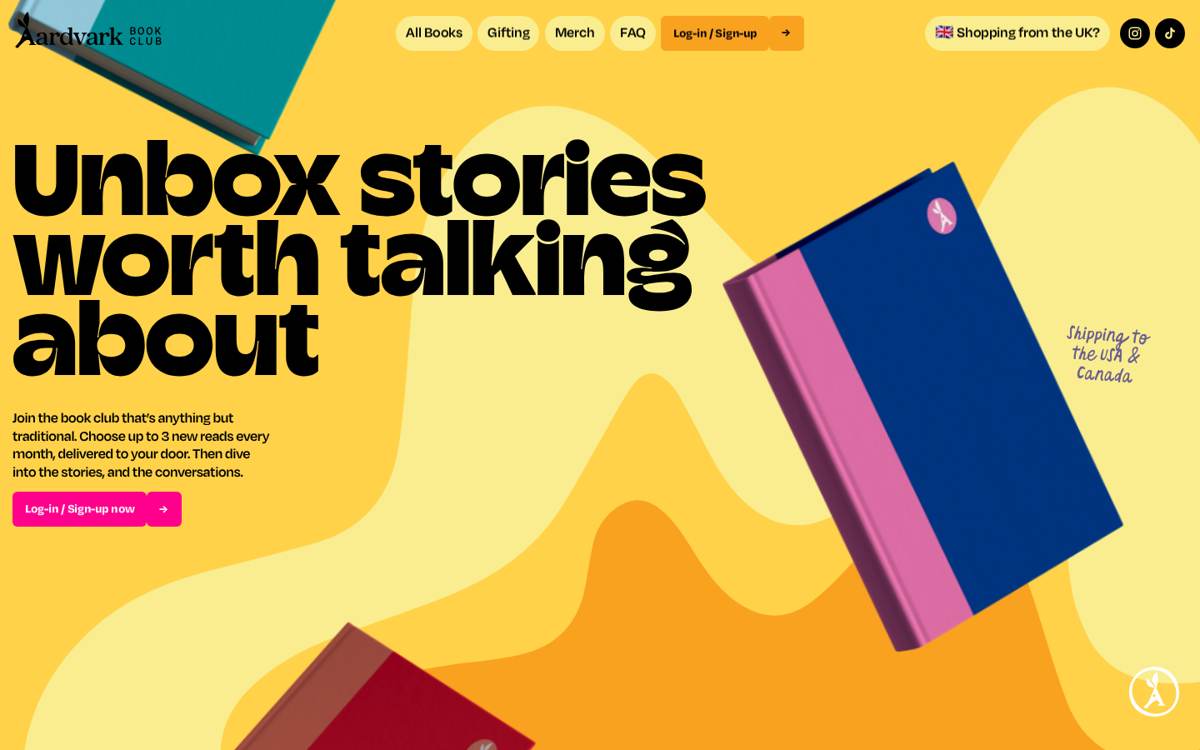 Aardvark BOOK CLUB
All Books
Gifting
Merch
FAQ
Log-in / Sign-up →
🇬🇧 Shopping from the UK?
Unbox stories
worth talking
about
Shipping to
the USA &
Canada
Join the book club that's anything but
traditional. Choose up to 3 new reads every
month, delivered to your door. Then dive
into the stories, and the conversations.
Log-in / Sign-up now →